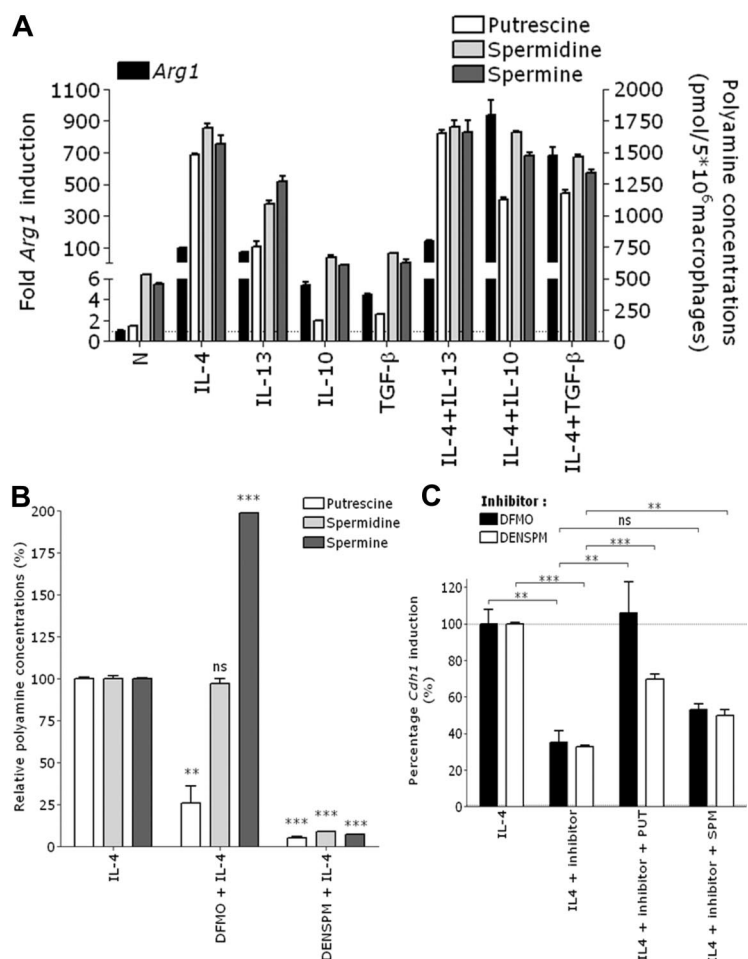 A
Arg1
Putrescine
Spermidine
Spermine
Fold Arg1 induction
1100
900
700
500
300
100
6
4
2
0
2000
1750
1500
1250
1000
750
500
250
0
Polyamine concentrations
(pmol/5*10⁶macrophages)
N
IL-4
IL-13
IL-10
TGF-β
IL-4+IL-13
IL-4+IL-10
IL-4+TGF-β
B
Putrescine
Spermidine
Spermine
Relative polyamine concentrations (%)
200
150
125
100
75
50
25
0
**
ns
***
***
***
***
IL-4
DFMO + IL-4
DENSPM + IL-4
C
Inhibitor :
DFMO
DENSPM
**
ns
***
**
***
**
Percentage Cdh1 induction
(%)
120
100
80
60
40
20
0
IL-4
IL4 + inhibitor
IL4 + inhibitor + PUT
IL4 + inhibitor + SPM